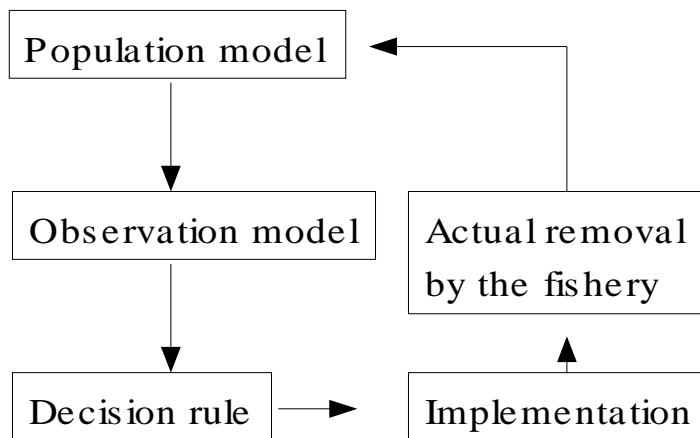 Population model
Observation model
Actual removal
by the fishery
Decision rule
Implementation